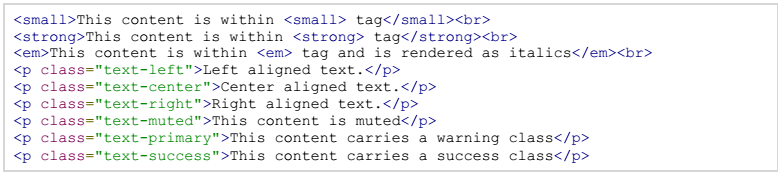 <small>This content is within <small> tag</small><br>
<strong>This content is within <strong> tag</strong><br>
<em>This content is within <em> tag and is rendered as italics</em><br>
<p class="text-left">Left aligned text.</p>
<p class="text-center">Center aligned text.</p>
<p class="text-right">Right aligned text.</p>
<p class="text-muted">This content is muted</p>
<p class="text-primary">This content carries a warning class</p>
<p class="text-success">This content carries a success class</p>